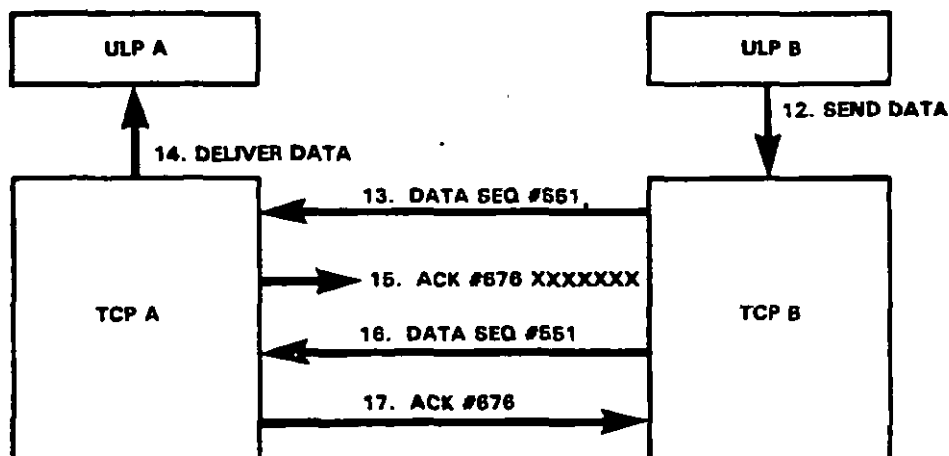 ULP A
ULP B
12. SEND DATA
14. DELIVER DATA
13. DATA SEQ #551
15. ACK #676 XXXXXXX
TCP A
TCP B
16. DATA SEQ #551
17. ACK #676